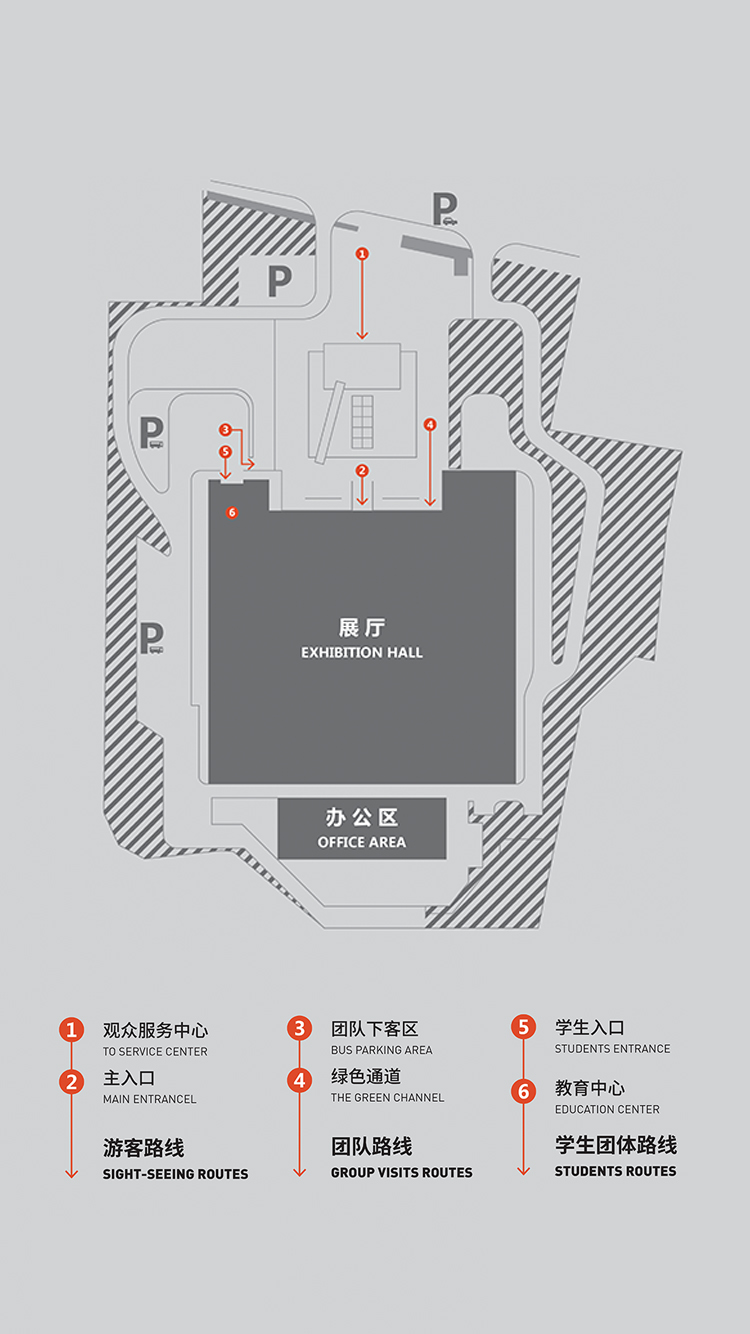 P
P
1
P
3
4
5
2
6
展厅
EXHIBITION HALL
P
办公区
OFFICE AREA
1 观众服务中心
TO SERVICE CENTER
2 主入口
MAIN ENTRANCEL
游客路线
SIGHT-SEEING ROUTES
3 团队下客区
BUS PARKING AREA
4 绿色通道
THE GREEN CHANNEL
团队路线
GROUP VISITS ROUTES
5 学生入口
STUDENTS ENTRANCE
6 教育中心
EDUCATION CENTER
学生团体路线
STUDENTS ROUTES